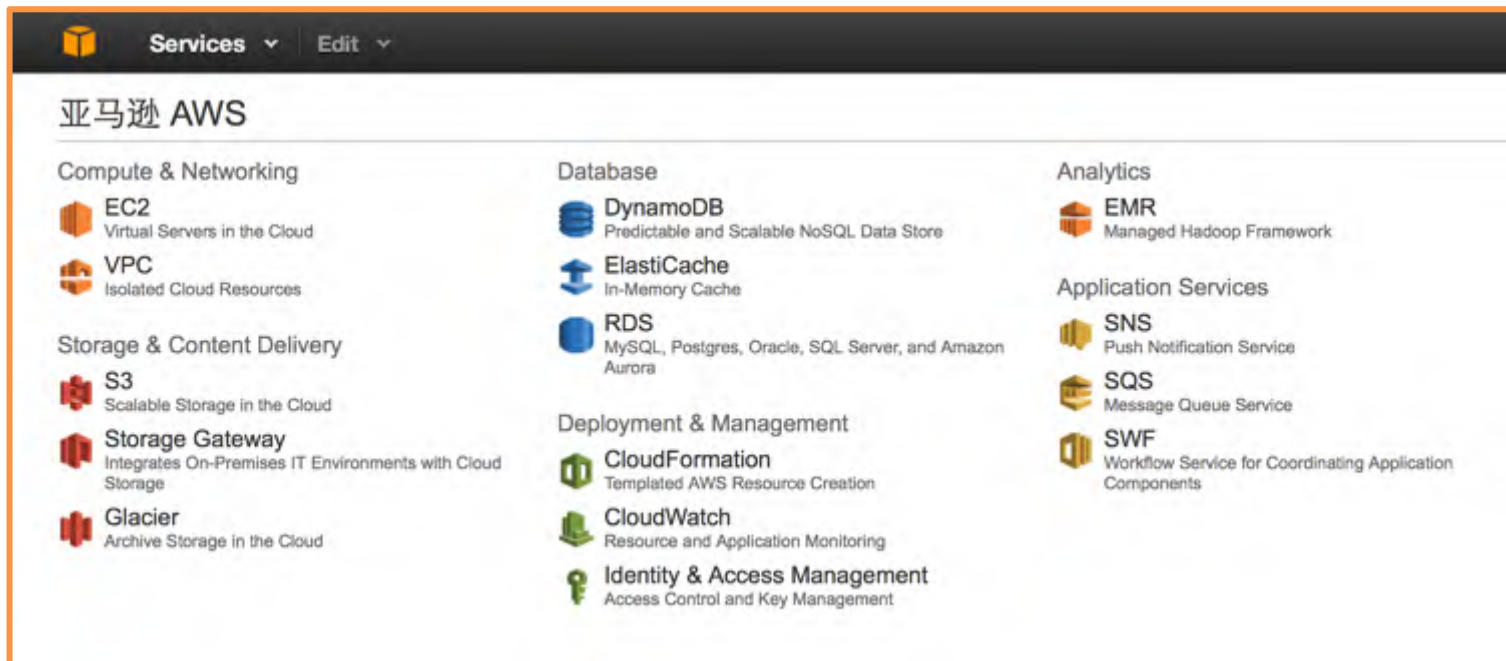 Services Edit
亚马逊 AWS
Compute & Networking
EC2
Virtual Servers in the Cloud
VPC
Isolated Cloud Resources
Storage & Content Delivery
S3
Scalable Storage in the Cloud
Storage Gateway
Integrates On-Premises IT Environments with Cloud
Storage
Glacier
Archive Storage in the Cloud
Database
DynamoDB
Predictable and Scalable NoSQL Data Store
ElastiCache
In-Memory Cache
RDS
MySQL, Postgres, Oracle, SQL Server, and Amazon
Aurora
Deployment & Management
CloudFormation
Templated AWS Resource Creation
CloudWatch
Resource and Application Monitoring
Identity & Access Management
Access Control and Key Management
Analytics
EMR
Managed Hadoop Framework
Application Services
SNS
Push Notification Service
SQS
Message Queue Service
SWF
Workflow Service for Coordinating Application
Components